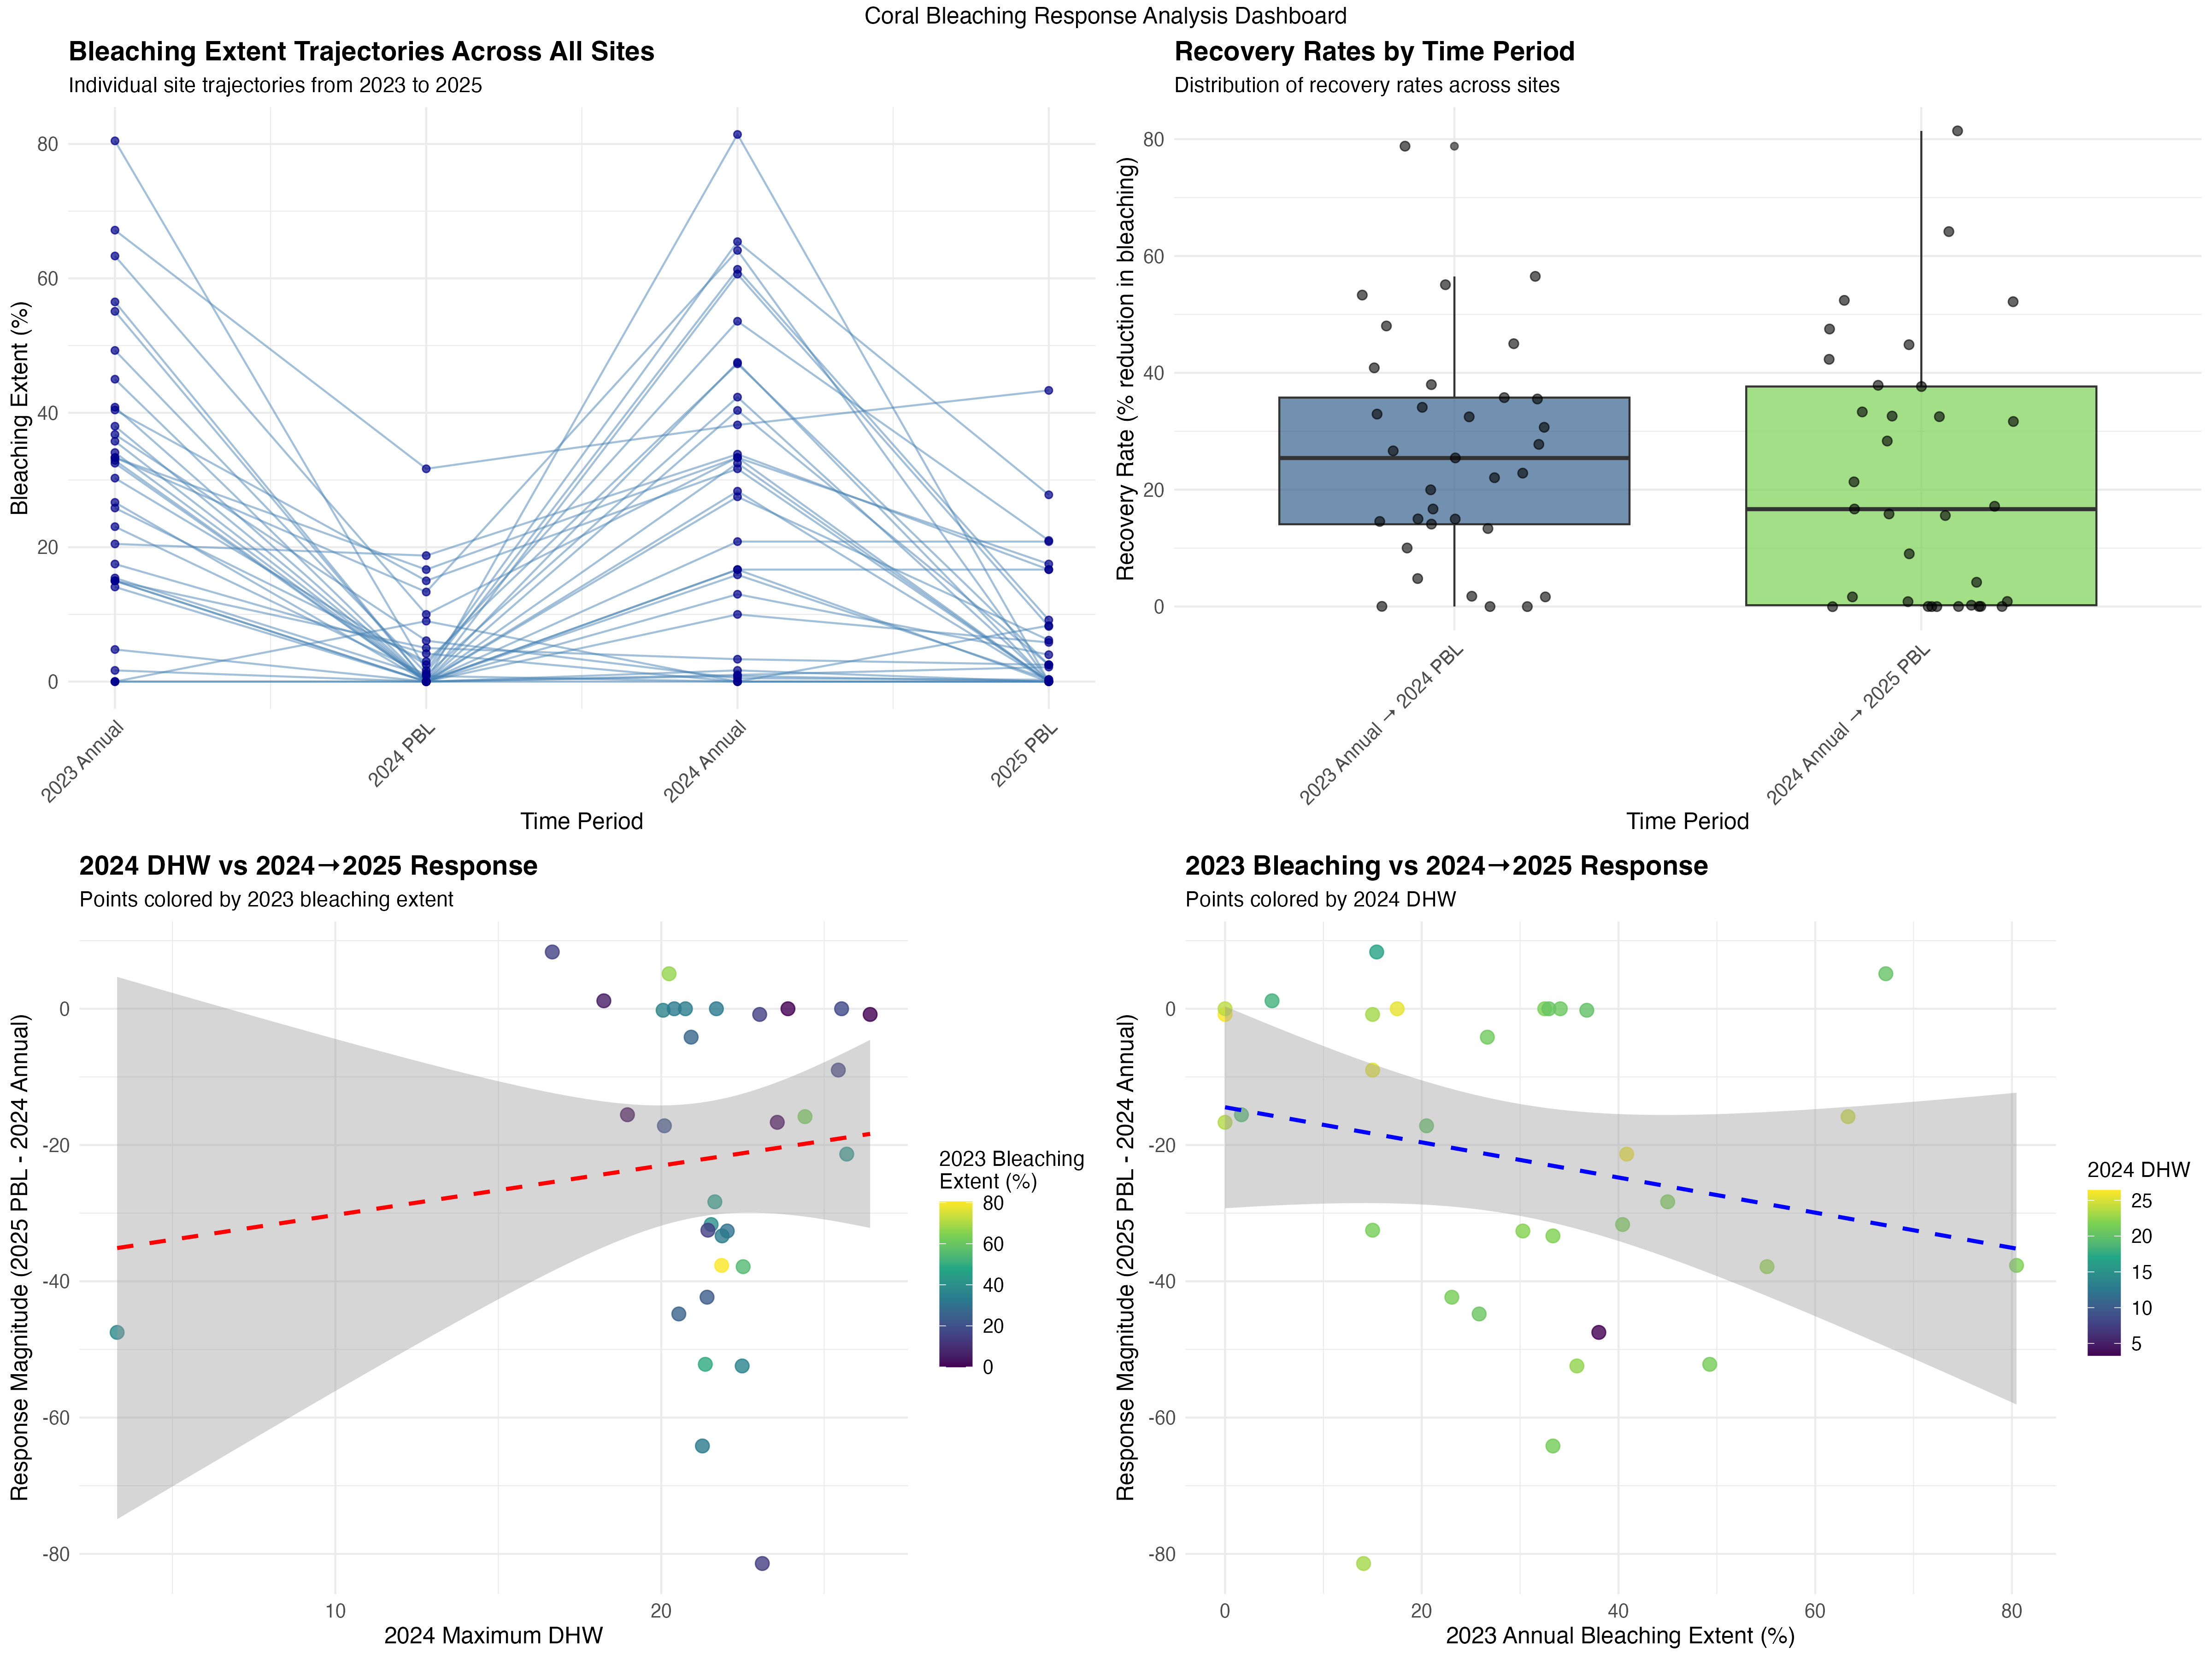 Coral Bleaching Response Analysis Dashboard
Bleaching Extent Trajectories Across All Sites
Individual site trajectories from 2023 to 2025
Bleaching Extent (%)
80
60
40
20
0
2023 Annual
2024 PBL
2024 Annual
2025 PBL
Time Period
Recovery Rates by Time Period
Distribution of recovery rates across sites
Recovery Rate (% reduction in bleaching)
80
60
40
20
0
2023 Annual → 2024 PBL
2024 Annual → 2025 PBL
Time Period
2024 DHW vs 2024→2025 Response
Points colored by 2023 bleaching extent
Response Magnitude (2025 PBL - 2024 Annual)
0
-20
-40
-60
-80
10
20
2024 Maximum DHW
2023 Bleaching
Extent (%)
80
60
40
20
0
2023 Bleaching vs 2024→2025 Response
Points colored by 2024 DHW
Response Magnitude (2025 PBL - 2024 Annual)
0
-20
-40
-60
-80
0
20
40
60
80
2023 Annual Bleaching Extent (%)
2024 DHW
25
20
15
10
5